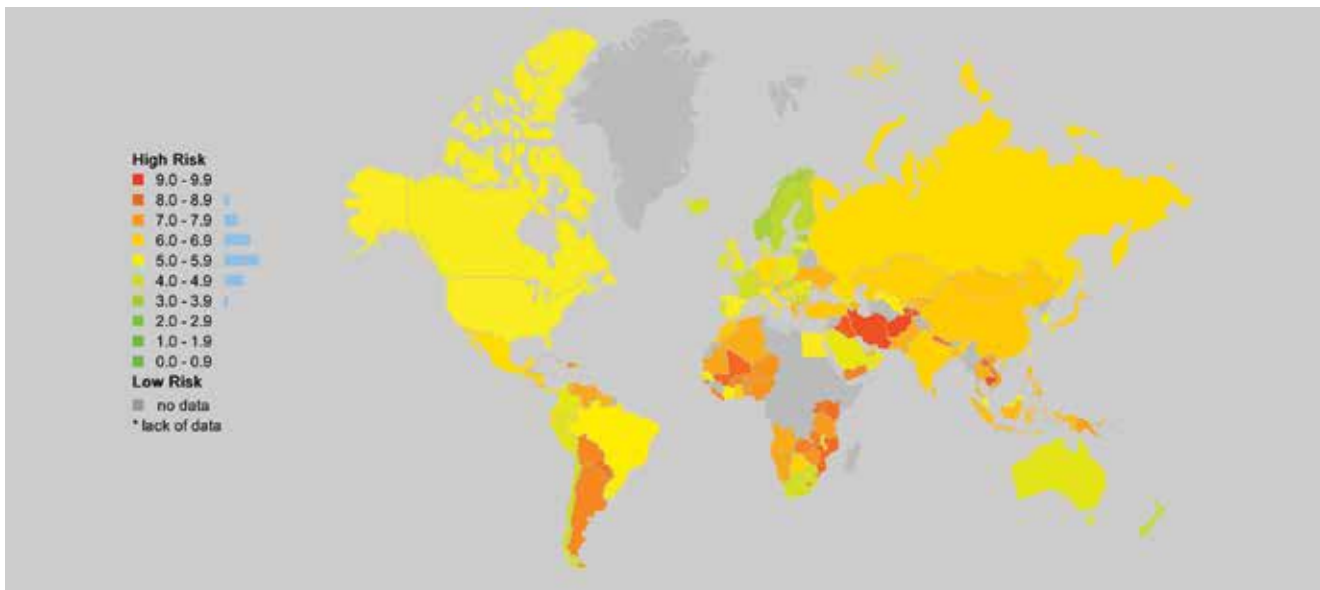 High Risk
9.0 - 9.9
8.0 - 8.9
7.0 - 7.9
6.0 - 6.9
5.0 - 5.9
4.0 - 4.9
3.0 - 3.9
2.0 - 2.9
1.0 - 1.9
0.0 - 0.9
Low Risk
no data
* lack of data